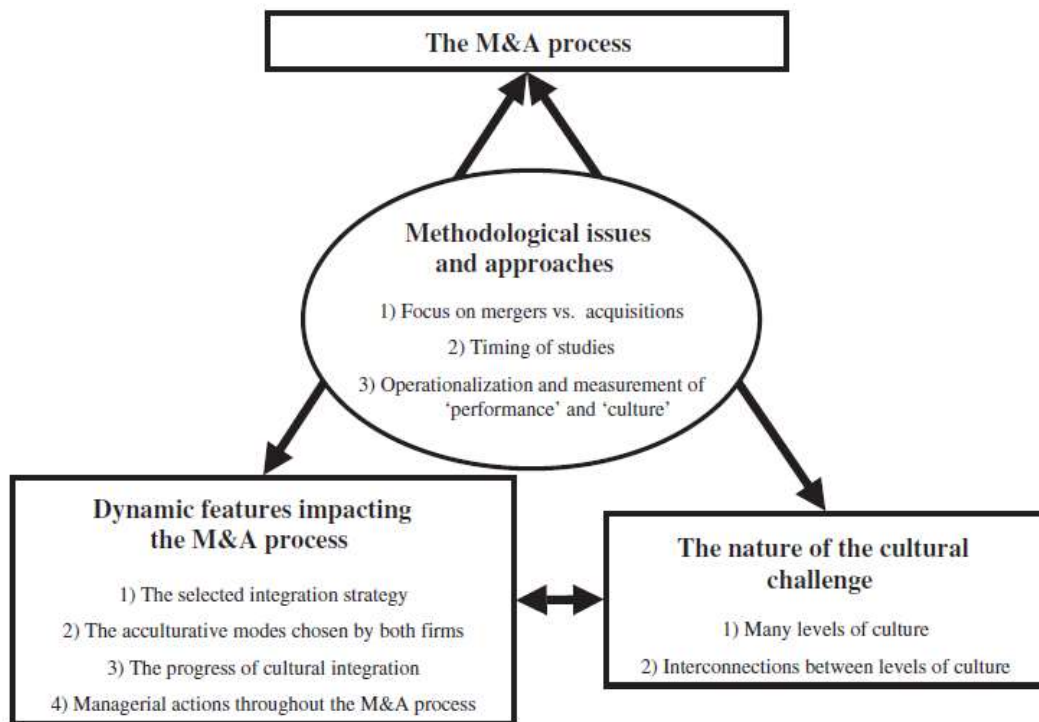 The M&A process
Methodological issues
and approaches
1) Focus on mergers vs. acquisitions
2) Timing of studies
3) Operationalization and measurement of
‘performance’ and ‘culture’
Dynamic features impacting
the M&A process
1) The selected integration strategy
2) The acculturative modes chosen by both firms
3) The progress of cultural integration
4) Managerial actions throughout the M&A process
The nature of the cultural
challenge
1) Many levels of culture
2) Interconnections between levels of culture